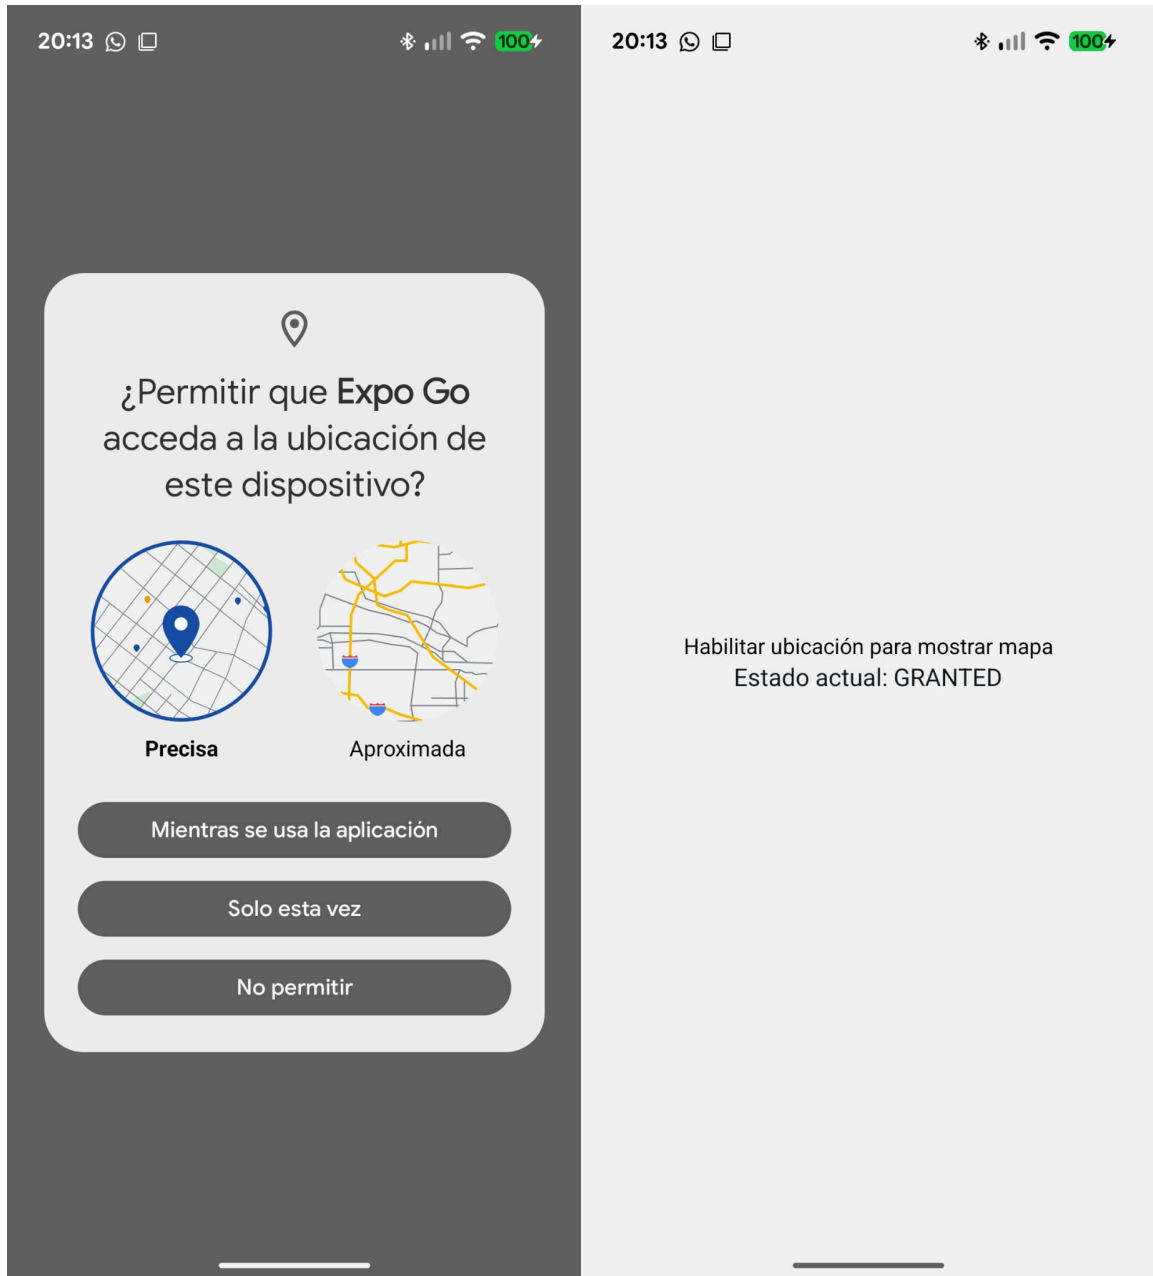 20:13
100
¿Permitir que Expo Go
acceda a la ubicación de
este dispositivo?
Precisa
Aproximada
Mientras se usa la aplicación
Solo esta vez
No permitir
20:13
100
Habilitar ubicación para mostrar mapa
Estado actual: GRANTED